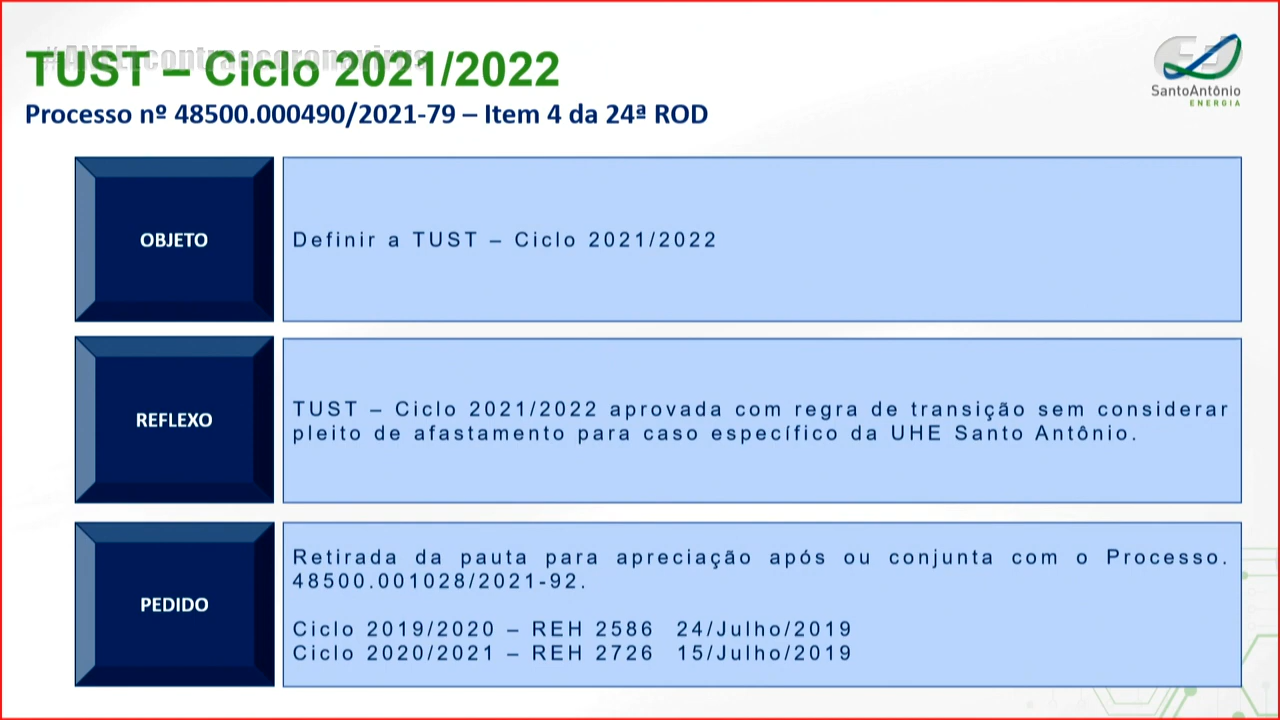 #ANEELcontraocoronavirus
TUST – Ciclo 2021/2022
SantoAntônio
ENERGIA
Processo nº 48500.000490/2021-79 – Item 4 da 24ª ROD
OBJETO
Definir a TUST – Ciclo 2021/2022
REFLEXO
TUST – Ciclo 2021/2022 aprovada com regra de transição sem considerar
pleito de afastamento para caso específico da UHE Santo Antônio.
PEDIDO
Retirada da pauta para apreciação após ou conjunta com o Processo.
48500.001028/2021-92.
Ciclo 2019/2020 – REH 2586 24/Julho/2019
Ciclo 2020/2021 – REH 2726 15/Julho/2019